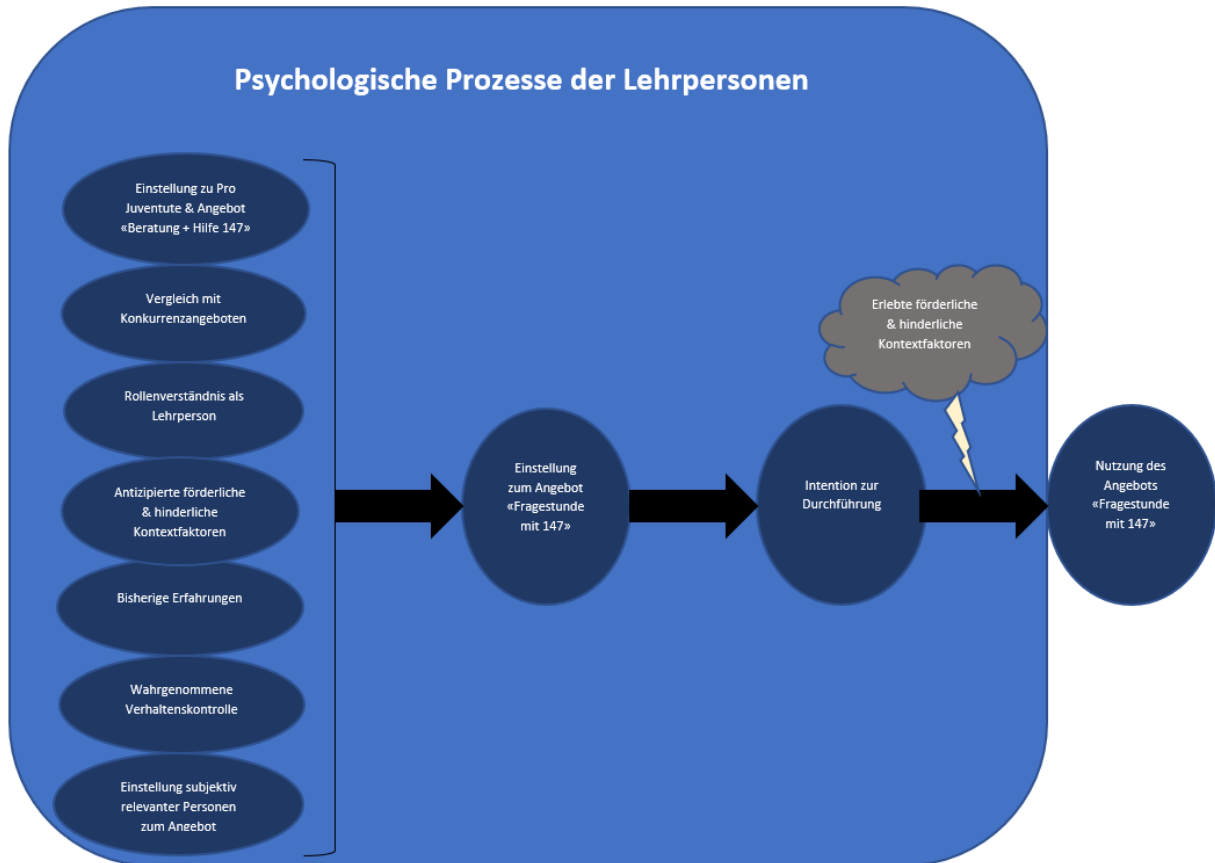 Psychologische Prozesse der Lehrpersonen
Einstellung zu Pro
Juventute & Angebot
«Beratung + Hilfe 147»
Vergleich mit
Konkurrenzangeboten
Rollenverständnis als
Lehrperson
Antizipierte förderliche
& hinderliche
Kontextfaktoren
Bisherige Erfahrungen
Wahrgenommene
Verhaltenskontrolle
Einstellung subjektiv
relevanter Personen
zum Angebot
Einstellung
zum Angebot
«Fragestunde
mit 147»
Intention zur
Durchführung
Erlebte förderliche
& hinderliche
Kontextfaktoren
Nutzung des
Angebots
«Fragestunde
mit 147»